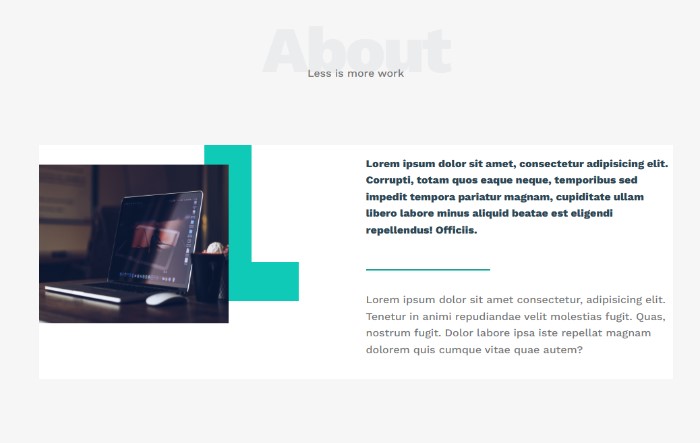 About
Less is more work
Lorem ipsum dolor sit amet, consectetur adipisicing elit.
Corrupti, totam quos eaque neque, temporibus sed
impedit tempora pariatur magnam, cupiditate ullam
libero labore minus aliquid beatae est eligendi
repellendus! Officiis.
Lorem ipsum dolor sit amet consectetur, adipisicing elit.
Tenetur in animi repudiandae velit molestias fugit. Quas,
nostrum fugit. Dolor labore ipsa iste repellat magnam
dolorem quis cumque vitae quae autem?